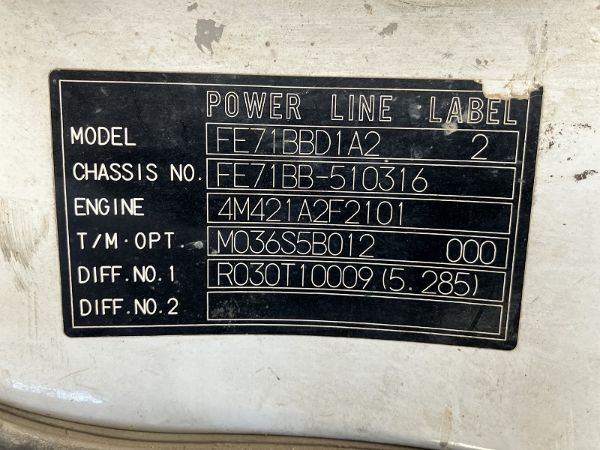 POWER LINE LABEL
MODEL FE71BBD1A2 2
CHASSIS NO. FE71BB-510316
ENGINE 4M421A2F2101
T/M·OPT. M036S5B012 000
DIFF.NO.1 R030T10009(5.285)
DIFF.NO.2